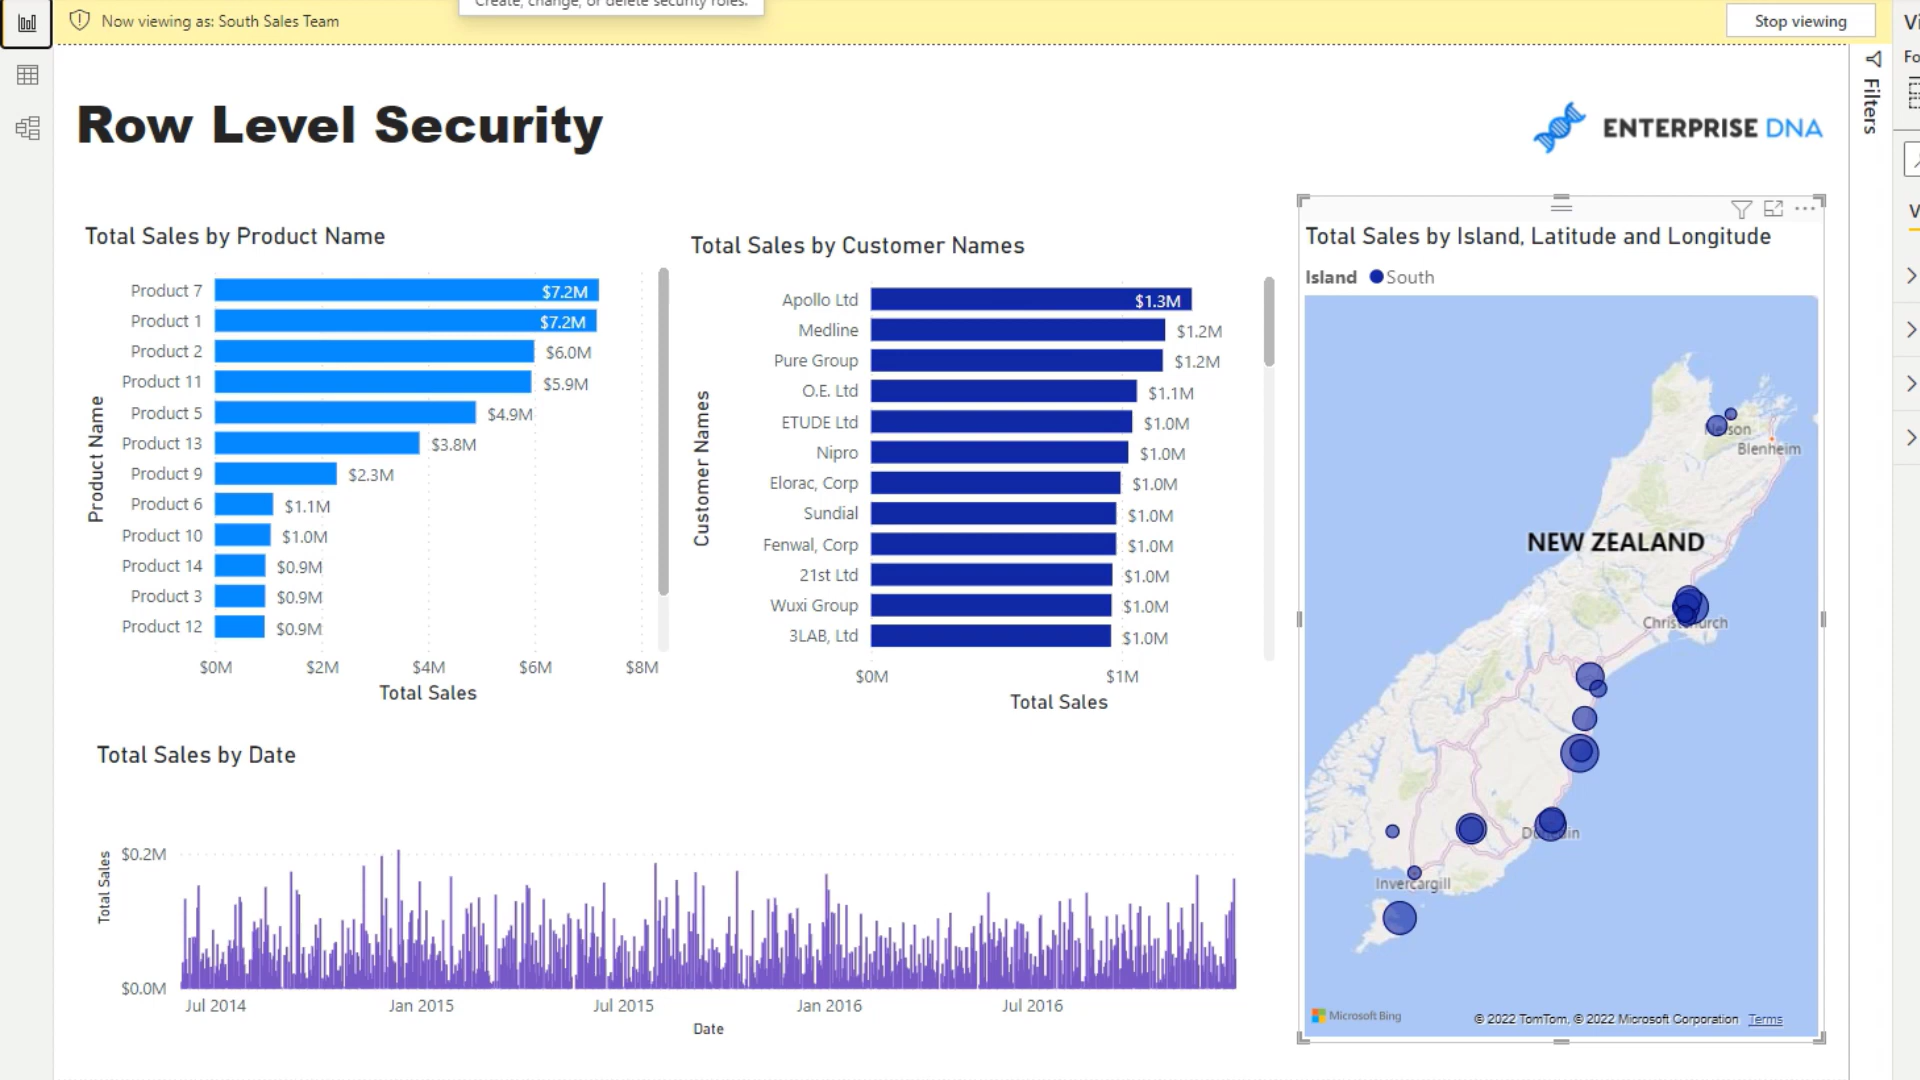 Create, change, or delete security roles.
Now viewing as: South Sales Team
Stop viewing
Filters
Row Level Security
ENTERPRISE DNA
Total Sales by Product Name
Product Name
Product 7 $7.2M
Product 1 $7.2M
Product 2 $6.0M
Product 11 $5.9M
Product 5 $4.9M
Product 13 $3.8M
Product 9 $2.3M
Product 6 $1.1M
Product 10 $1.0M
Product 14 $0.9M
Product 3 $0.9M
Product 12 $0.9M
$0M $2M $4M $6M $8M
Total Sales
Total Sales by Customer Names
Customer Names
Apollo Ltd $1.3M
Medline $1.2M
Pure Group $1.2M
O.E. Ltd $1.1M
ETUDE Ltd $1.0M
Nipro $1.0M
Elorac, Corp $1.0M
Sundial $1.0M
Fenwal, Corp $1.0M
21st Ltd $1.0M
Wuxi Group $1.0M
3LAB, Ltd $1.0M
$0M $1M
Total Sales
Total Sales by Island, Latitude and Longitude
Island South
Nelson
Blenheim
NEW ZEALAND
Christchurch
Dunedin
Invercargill
Microsoft Bing
© 2022 TomTom, © 2022 Microsoft Corporation Terms
Total Sales by Date
Total Sales
$0.2M
$0.0M
Jul 2014 Jan 2015 Jul 2015 Jan 2016 Jul 2016
Date